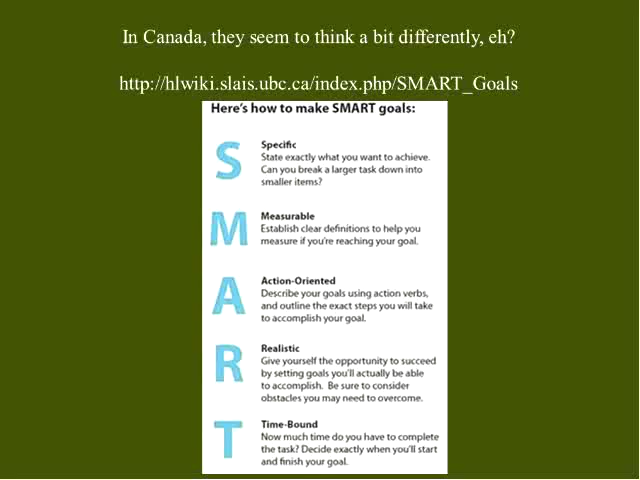 In Canada, they seem to think a bit differently, eh?
http://hlwiki.slais.ubc.ca/index.php/SMART_Goals
Here's how to make SMART goals:
S
Specific
State exactly what you want to achieve.
Can you break a larger task down into
smaller items?
M
Measurable
Establish clear definitions to help you
measure if you're reaching your goal.
A
Action-Oriented
Describe your goals using action verbs,
and outline the exact steps you will take
to accomplish your goal.
R
Realistic
Give yourself the opportunity to succeed
by setting goals you'll actually be able
to accomplish. Be sure to consider
obstacles you may need to overcome.
T
Time-Bound
Now much time do you have to complete
the task? Decide exactly when you'll start
and finish your goal.